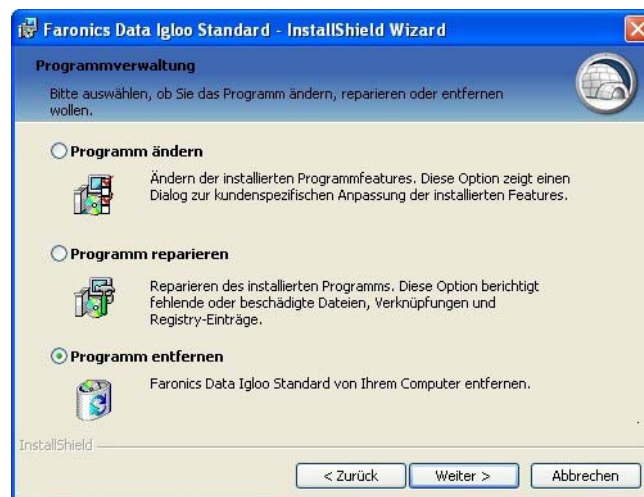 Faronics Data Igloo Standard - InstallShield Wizard
Programmverwaltung
Bitte auswählen, ob Sie das Programm ändern, reparieren oder entfernen
wollen.
Programm ändern
Ändern der installierten Programmfeatures. Diese Option zeigt einen
Dialog zur kundenspezifischen Anpassung der installierten Features.
Programm reparieren
Reparieren des installierten Programms. Diese Option berichtigt
fehlende oder beschädigte Dateien, Verknüpfungen und
Registry-Einträge.
Programm entfernen
Faronics Data Igloo Standard von Ihrem Computer entfernen.
InstallShield
< Zurück
Weiter >
Abbrechen